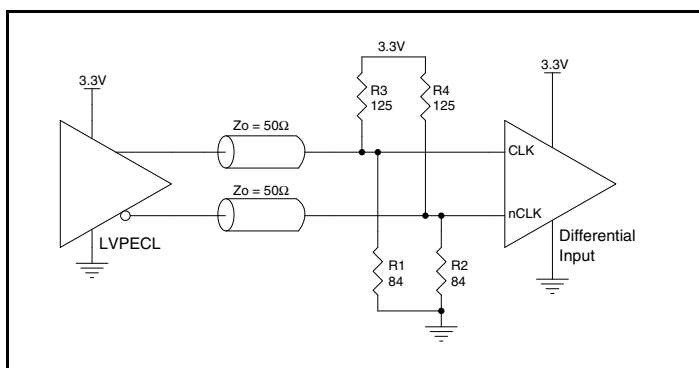 3.3V
3.3V
3.3V
R3
125
R4
125
Zo = 50Ω
CLK
Zo = 50Ω
nCLK
LVPECL
Differential
Input
R1
84
R2
84